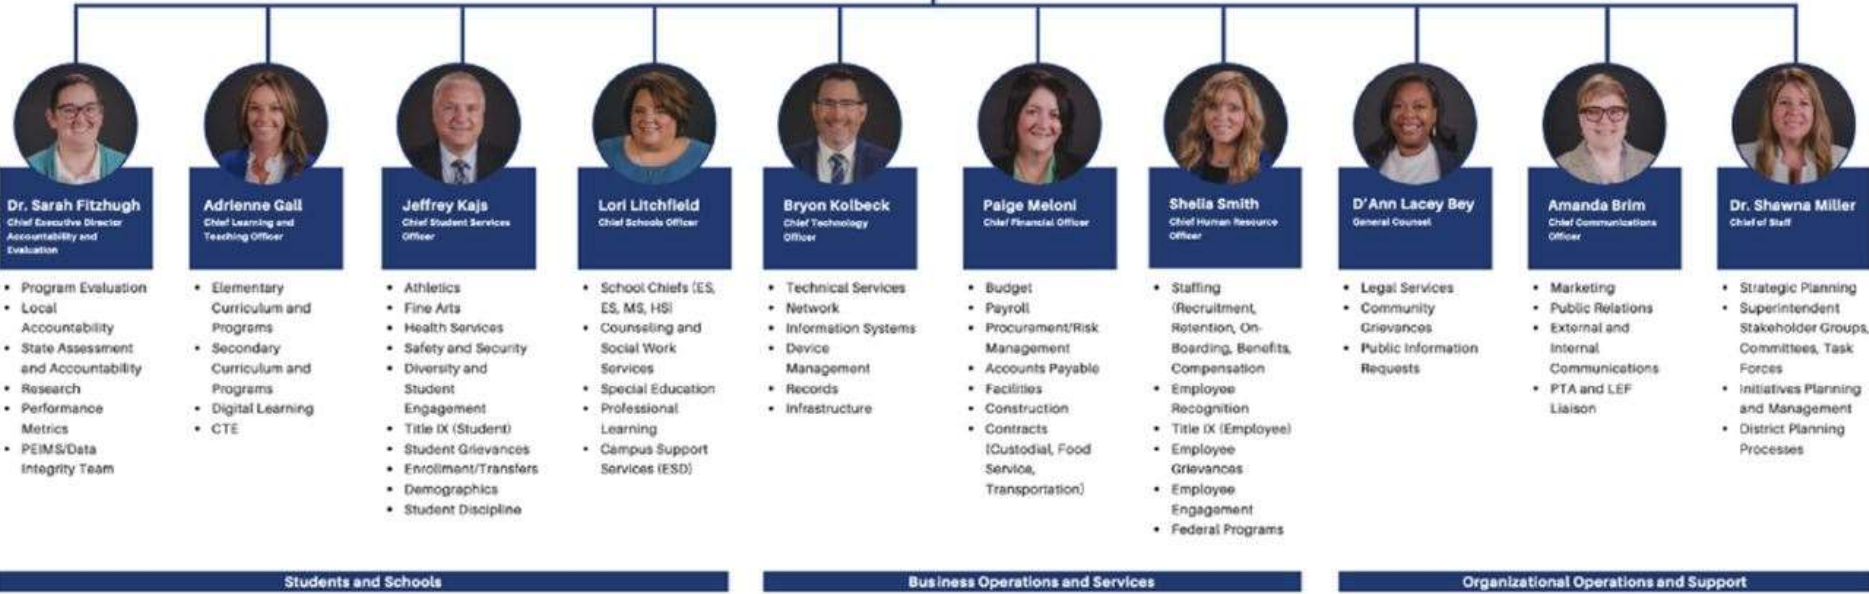 Dr. Sarah Fitzhugh
Chief Executive Director
Accountability and
Evaluation
• Program Evaluation
• Local
Accountability
• State Assessment
and Accountability
• Research
• Performance
Metrics
• PEIMS/Data
Integrity Team
Adrienne Gall
Chief Learning and
Teaching Officer
• Elementary
Curriculum and
Programs
• Secondary
Curriculum and
Programs
• Digital Learning
• CTE
Jeffrey Kajs
Chief Student Services
Officer
• Athletics
• Fine Arts
• Health Services
• Safety and Security
• Diversity and
Student
Engagement
• Title IX (Student)
• Student Grievances
• Enrollment/Transfers
• Demographics
• Student Discipline
Lori Litchfield
Chief Schools Officer
• School Chiefs (ES,
ES, MS, HS)
• Counseling and
Social Work
Services
• Special Education
• Professional
Learning
• Campus Support
Services (ESD)
Bryon Kolbeck
Chief Technology
Officer
• Technical Services
• Network
• Information Systems
• Device
Management
• Records
• Infrastructure
Paige Meloni
Chief Financial Officer
• Budget
• Payroll
• Procurement/Risk
Management
• Accounts Payable
• Facilities
• Construction
• Contracts
(Custodial, Food
Service,
Transportation)
Sheila Smith
Chief Human Resource
Officer
• Staffing
(Recruitment,
Retention, On-
Boarding, Benefits,
Compensation
• Employee
Recognition
• Title IX (Employee)
• Employee
Grievances
• Employee
Engagement
• Federal Programs
D'Ann Lacey Bey
General Counsel
• Legal Services
• Community
Grievances
• Public Information
Requests
Amanda Brim
Chief Communications
Officer
• Marketing
• Public Relations
• External and
Internal
Communications
• PTA and LEF
Liaison
Dr. Shawna Miller
Chief of Staff
• Strategic Planning
• Superintendent
Stakeholder Groups,
Committees, Task
Forces
• Initiatives Planning
and Management
• District Planning
Processes
Students and Schools
Business Operations and Services
Organizational Operations and Support